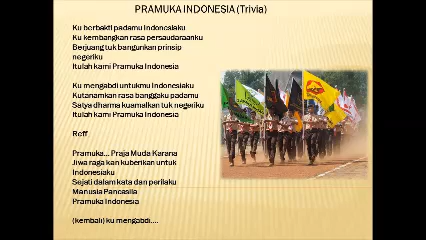 PRAMUKA INDONESIA (Trivia)
Ku berbakti padamu Indonesiaku
Ku kembangkan rasa persaudaraanku
Berjuang tuk bangunkan prinsip
negeriku
Itulah kami Pramuka Indonesia
Ku mengabdi untukmu Indonesiaku
Kutanamkan rasa banggaku padamu
Satya dharma kuamalkan tuk negeriku
Itulah kami Pramuka Indonesia
Reff
Pramuka... Praja Muda Karana
Jiwa raga kan kuberikan untuk
Indonesiaku
Sejati dalam kata dan perilaku
Manusia Pancasila
Pramuka Indonesia
(kembali) ku mengabdi....